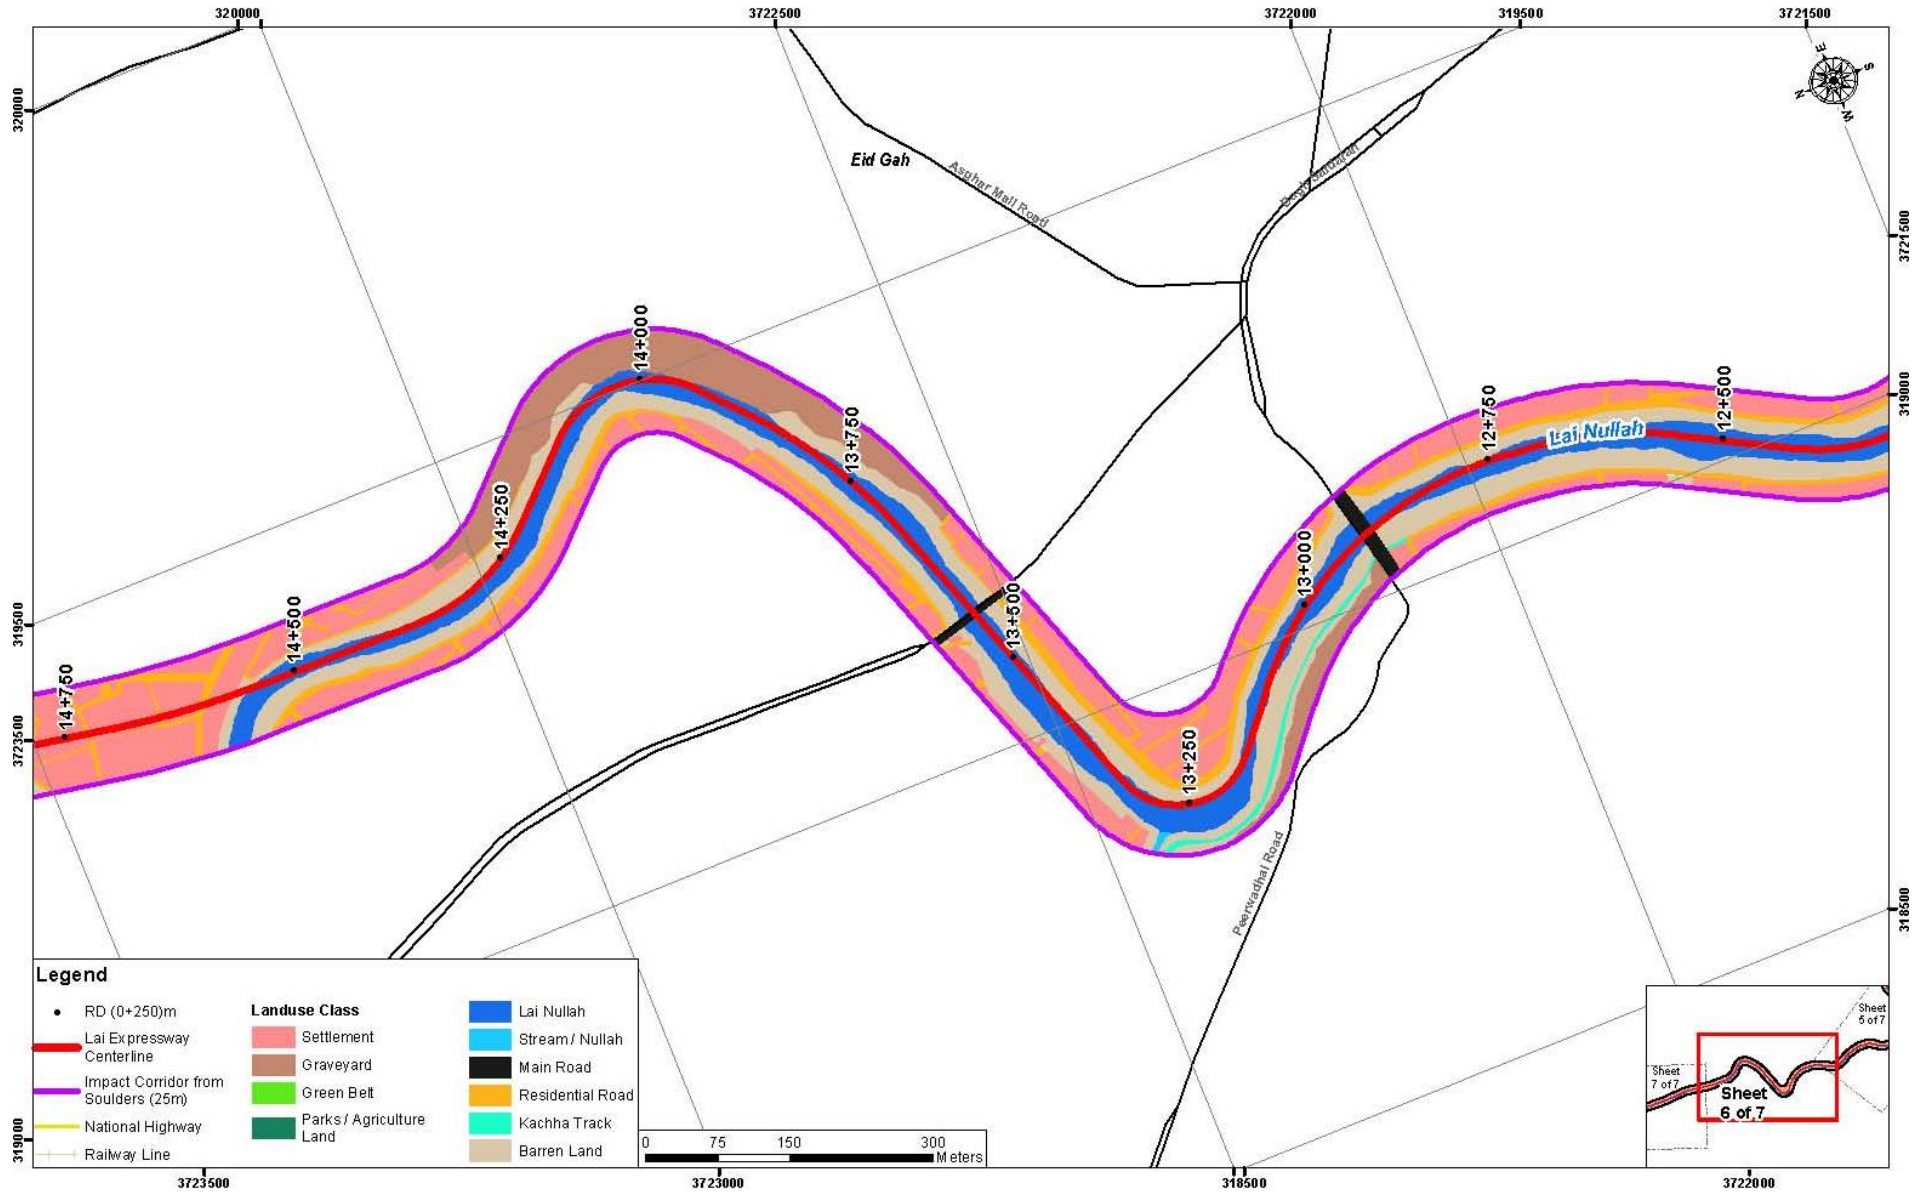 320000
3722500
3722000
319500
3721500
E
S
N
W
320000
Eid Gah
Asghar Mall Road
3721500
14+000
319000
12+500
12+750
13+750
Lai Nullah
14+250
13+000
13+500
319500
14+500
14+750
3723500
13+250
Peerwadhai Road
318500
Legend
RD (0+250)m
Lai Expressway
Centerline
Impact Corridor from
Soulders (25m)
National Highway
Railway Line
Landuse Class
Settlement
Graveyard
Green Belt
Parks / Agriculture
Land
Lai Nullah
Stream / Nullah
Main Road
Residential Road
Kachha Track
Barren Land
0 75 150 300
Meters
Sheet
5 of 7
Sheet
7 of 7
Sheet
6 of 7
319000
3723500
3723000
318500
3722000